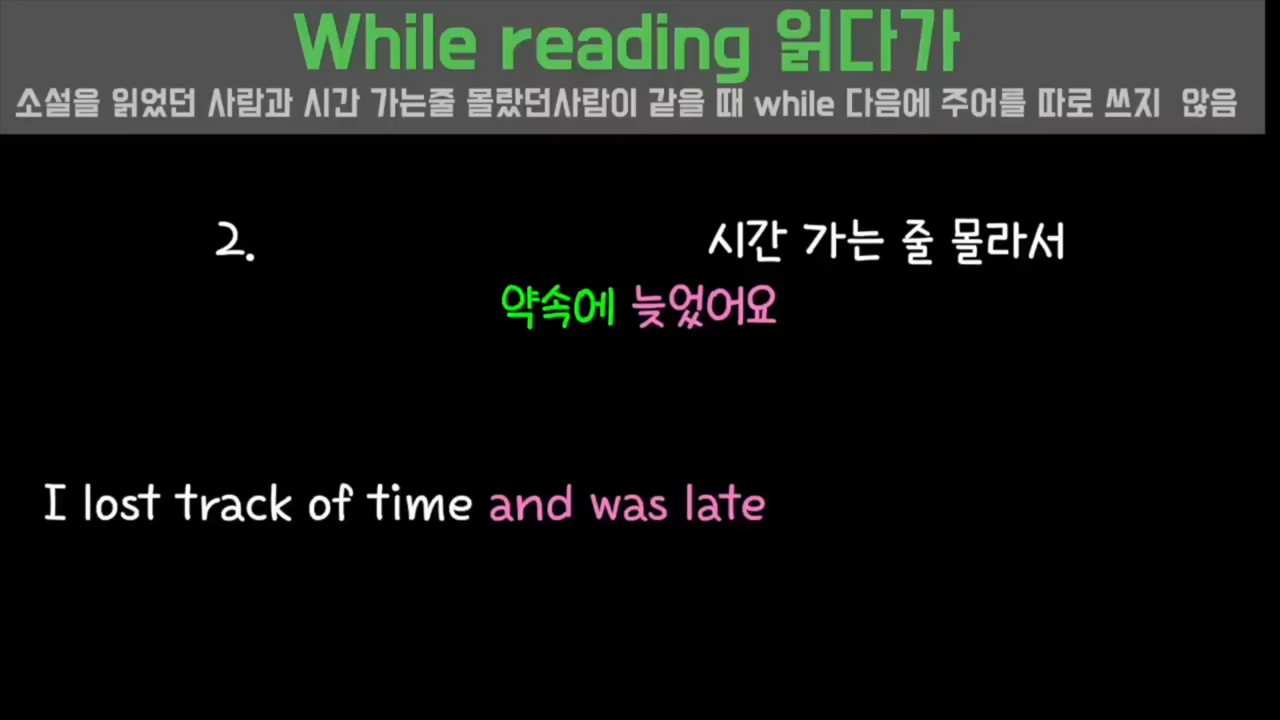 While reading 읽다가
소설을 읽었던 사람과 시간 가는줄 몰랐던사람이 같을 때 while 다음에 주어를 따로 쓰지 않음
2. 시간 가는 줄 몰라서
약속에 늦었어요
I lost track of time and was late